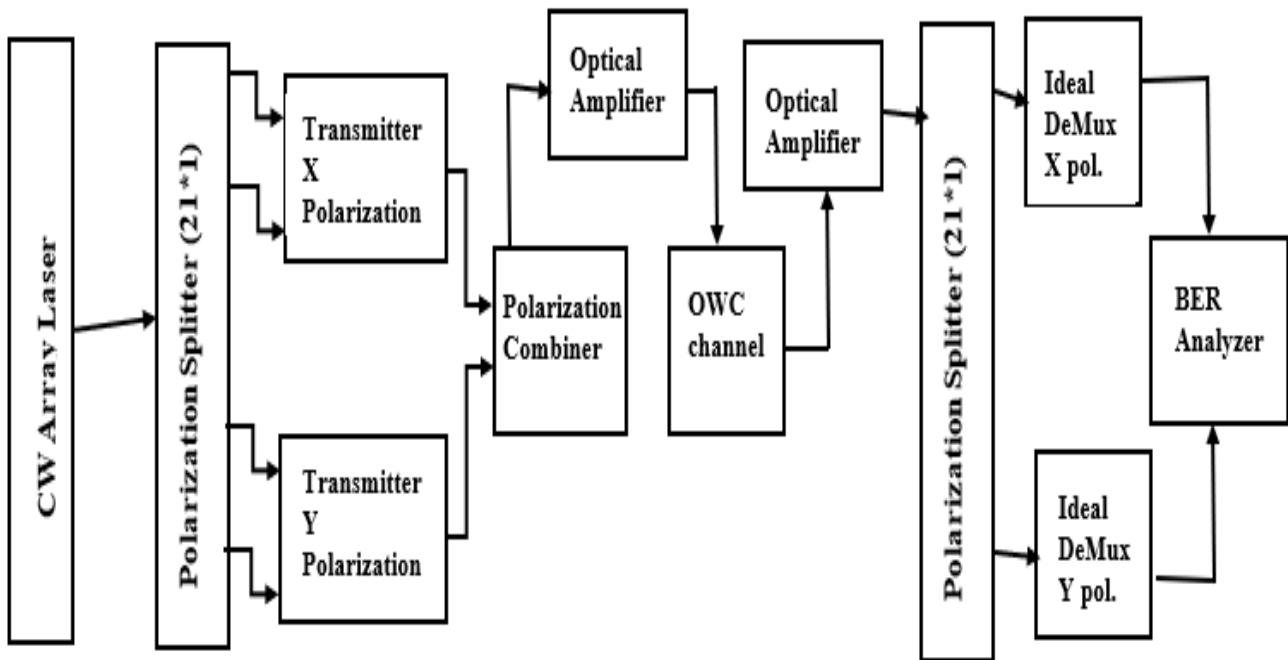 CW Array Laser
Polarization Splitter (21*1)
Transmitter
X
Polarization
Transmitter
Y
Polarization
Polarization
Combiner
Optical
Amplifier
OWC
channel
Optical
Amplifier
Polarization Splitter (21*1)
Ideal
DeMux
X pol.
Ideal
DeMux
Y pol.
BER
Analyzer